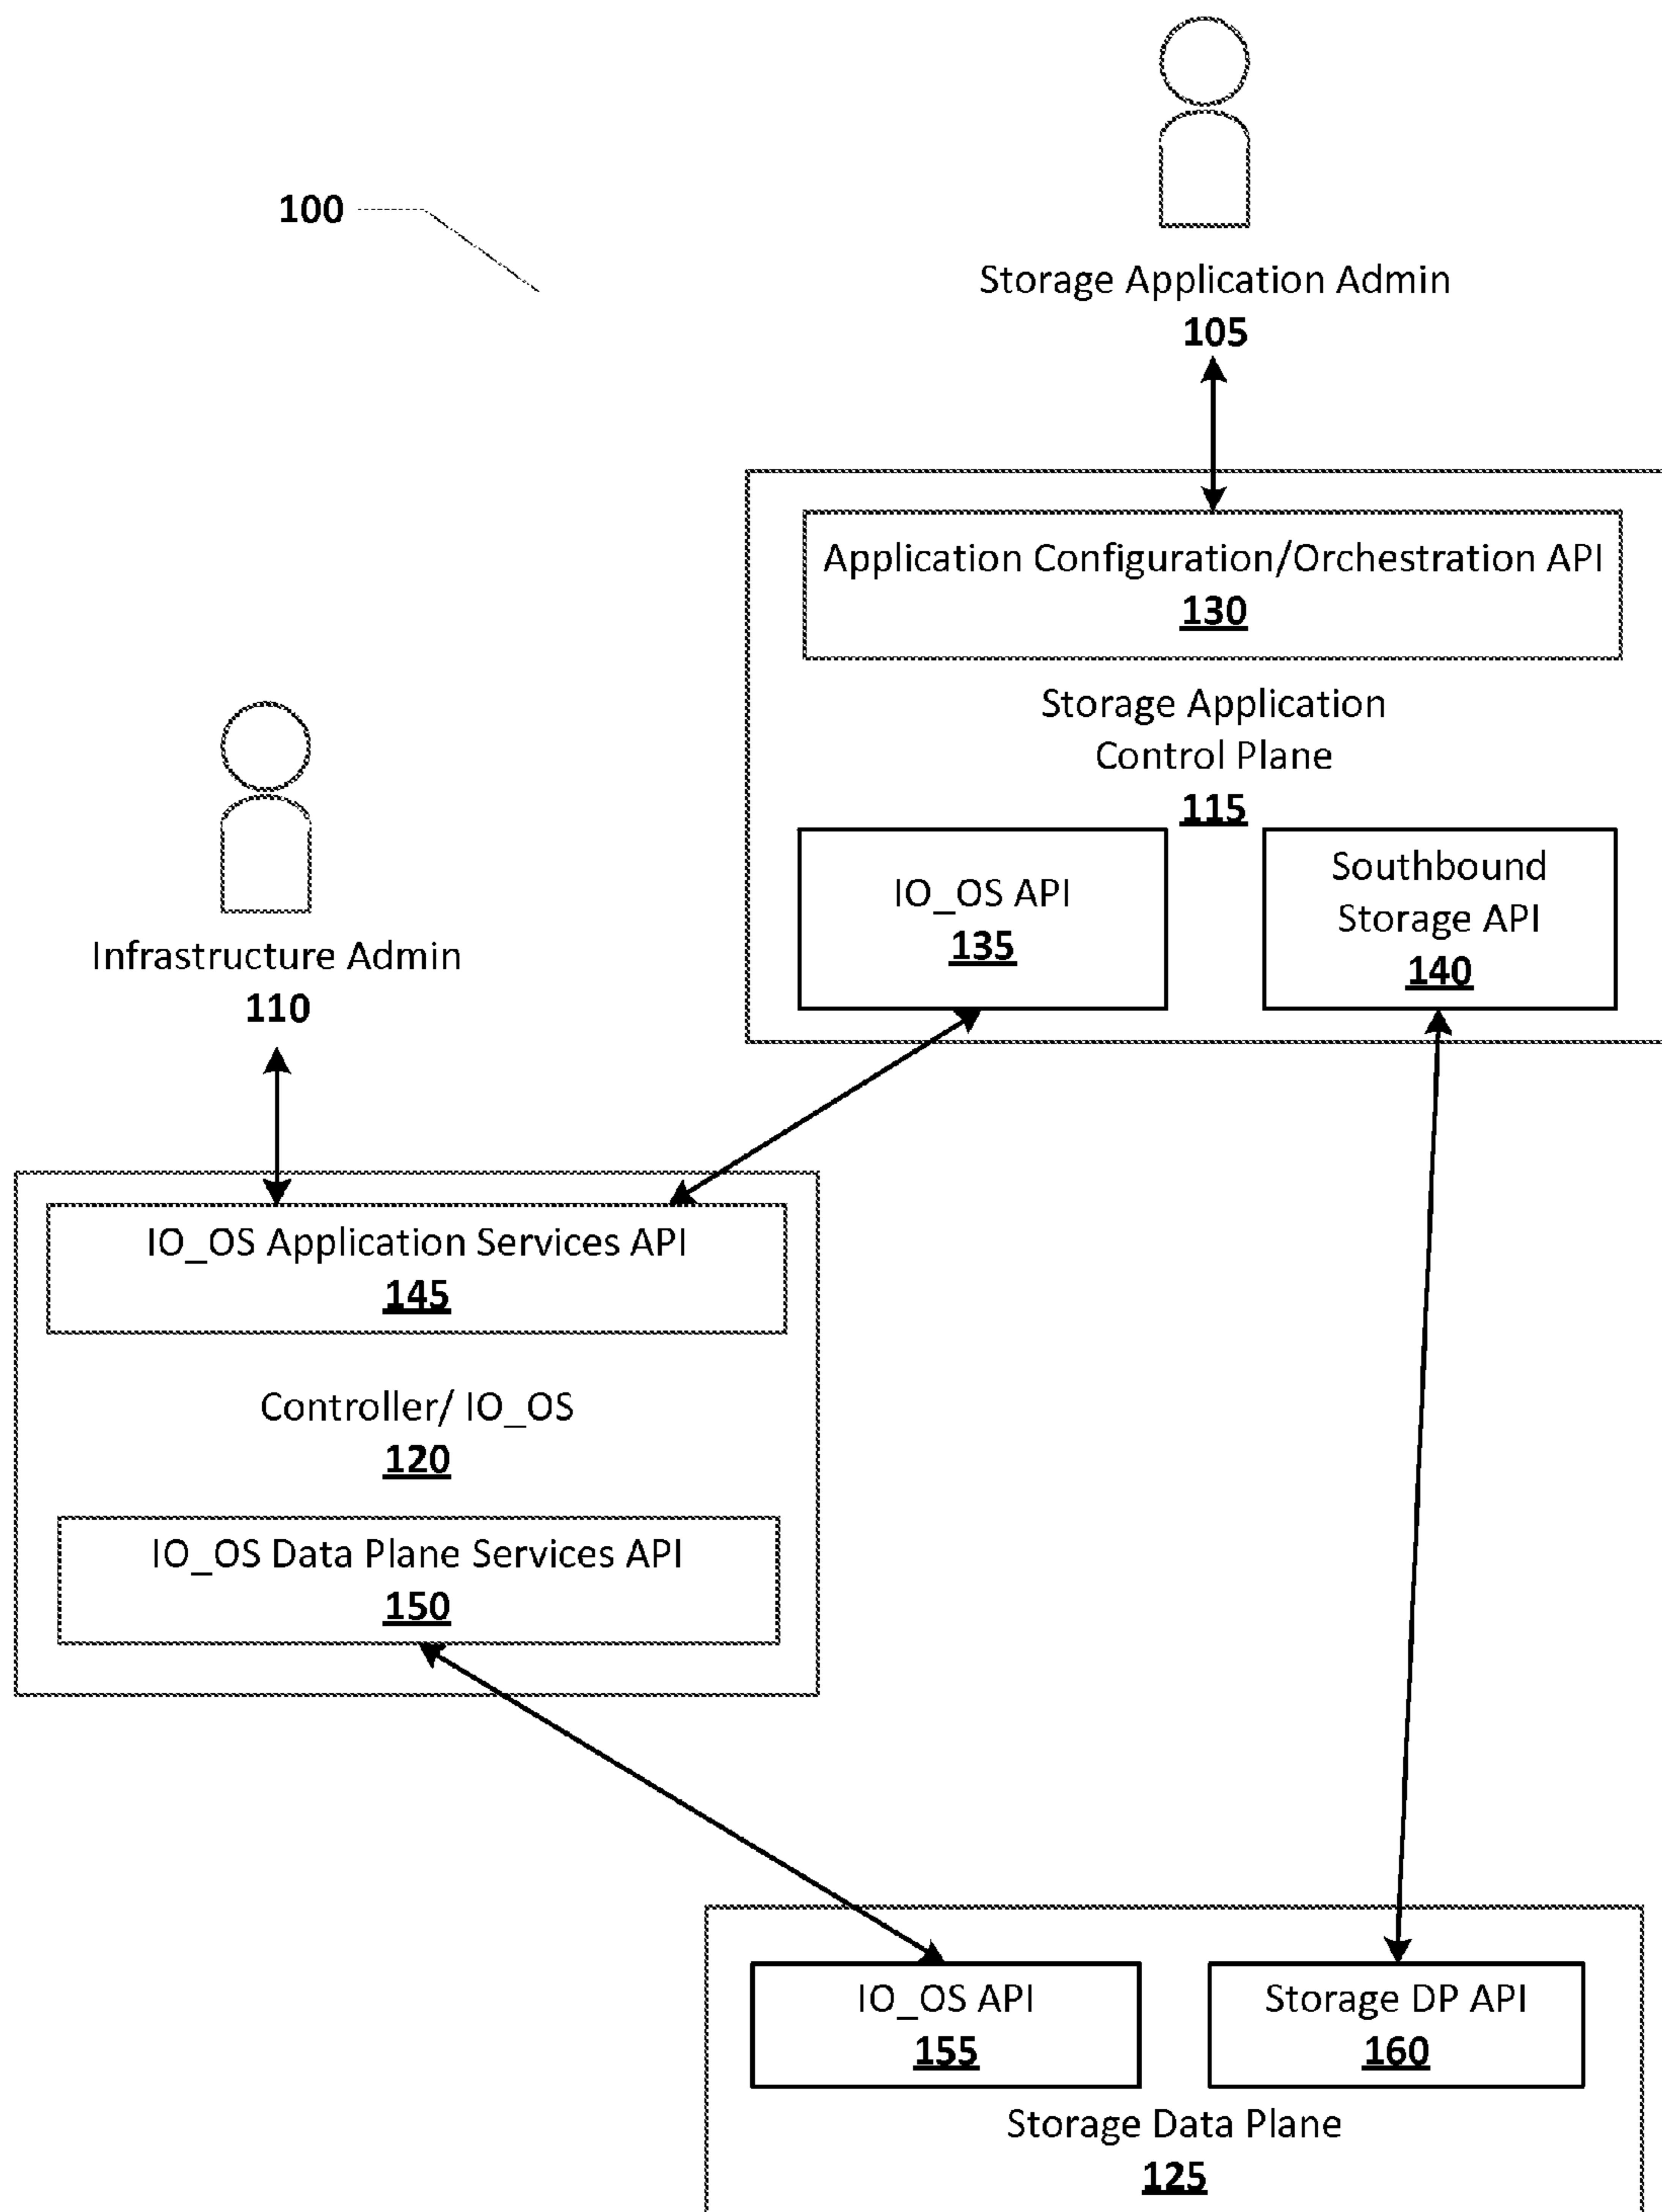 100
Storage Application Admin
105
Application Configuration/Orchestration API
130
Storage Application
Control Plane
115
IO_OS API
135
Southbound
Storage API
140
Infrastructure Admin
110
IO_OS Application Services API
145
Controller/ IO_OS
120
IO_OS Data Plane Services API
150
IO_OS API
155
Storage DP API
160
Storage Data Plane
125